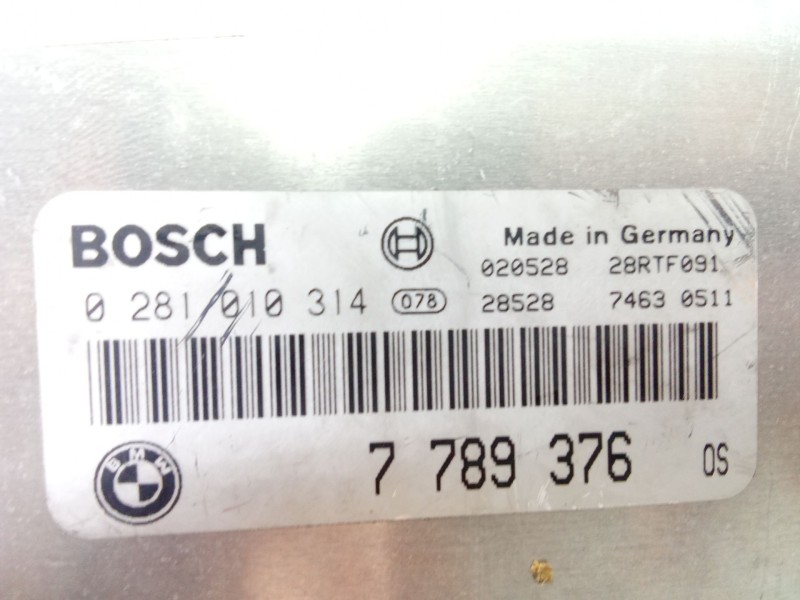 BOSCH
Made in Germany
020528 28RTF091
0 281 010 314 078 28528 7463 0511
BMW
7 789 376 OS